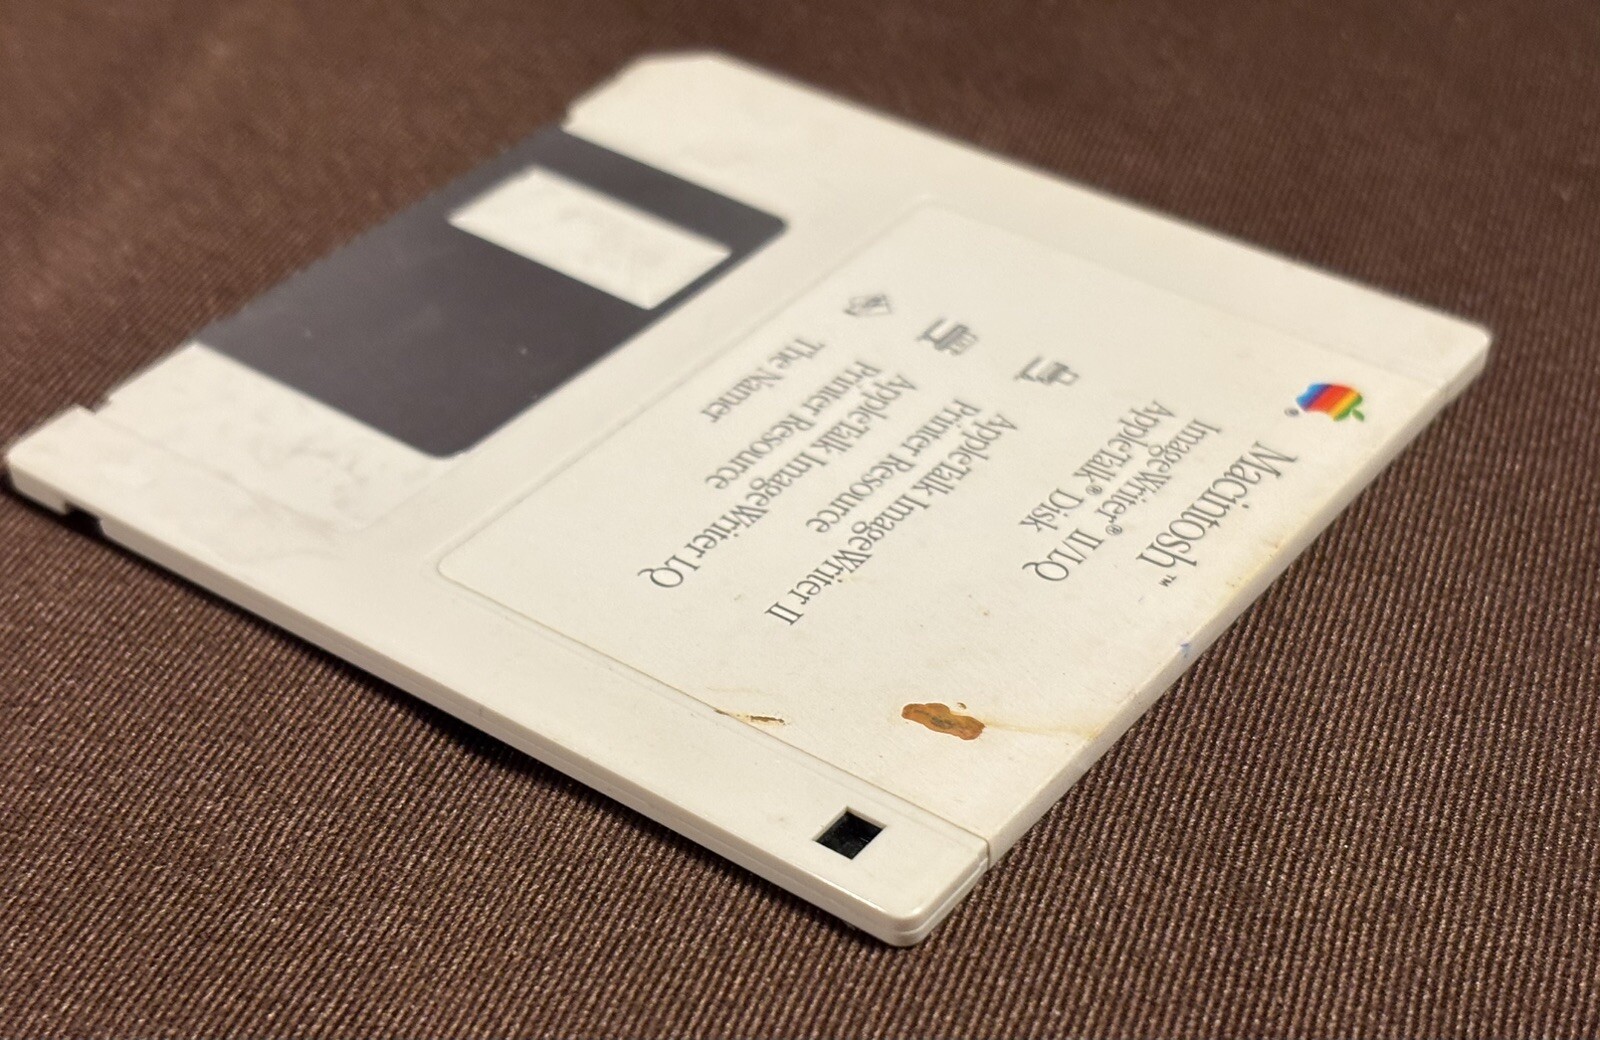 ®
Macintosh™
ImageWriter® II/LQ
AppleTalk® Disk
AppleTalk ImageWriter II
Printer Resource
AppleTalk ImageWriter LQ
Printer Resource
The Namer